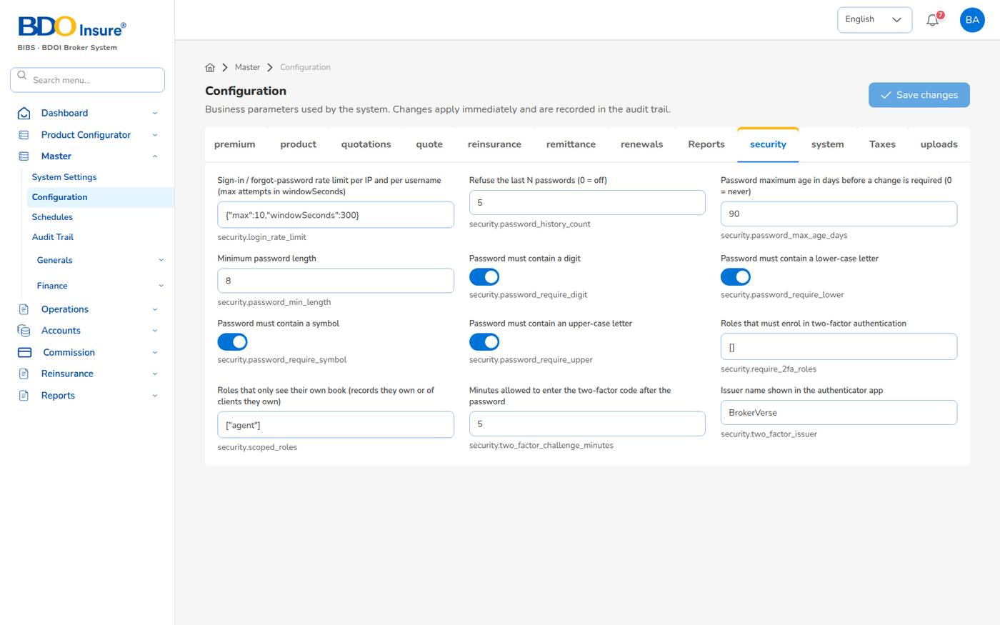 BDO Insure®
BIBS · BDOI Broker System
Search menu...
Dashboard
Product Configurator
Master
System Settings
Configuration
Schedules
Audit Trail
Generals
Finance
Operations
Accounts
Commission
Reinsurance
Reports
English
7
BA
Master
Configuration
Configuration
Business parameters used by the system. Changes apply immediately and are recorded in the audit trail.
Save changes
premium
product
quotations
quote
reinsurance
remittance
renewals
Reports
security
system
Taxes
uploads
Sign-in / forgot-password rate limit per IP and per username
(max attempts in windowSeconds)
{"max":10,"windowSeconds":300}
security.login_rate_limit
Refuse the last N passwords (0 = off)
5
security.password_history_count
Password maximum age in days before a change is required (0
= never)
90
security.password_max_age_days
Minimum password length
8
security.password_min_length
Password must contain a digit
security.password_require_digit
Password must contain a lower-case letter
security.password_require_lower
Password must contain a symbol
security.password_require_symbol
Password must contain an upper-case letter
security.password_require_upper
Roles that must enrol in two-factor authentication
[]
security.require_2fa_roles
Roles that only see their own book (records they own or of
clients they own)
["agent"]
security.scoped_roles
Minutes allowed to enter the two-factor code after the
password
5
security.two_factor_challenge_minutes
Issuer name shown in the authenticator app
BrokerVerse
security.two_factor_issuer